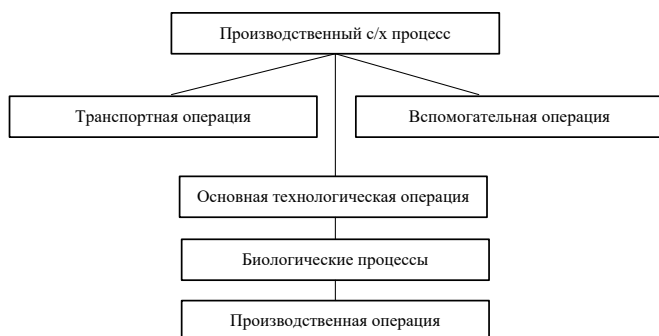 Производственный с/х процесс
Транспортная операция
Вспомогательная операция
Основная технологическая операция
Биологические процессы
Производственная операция